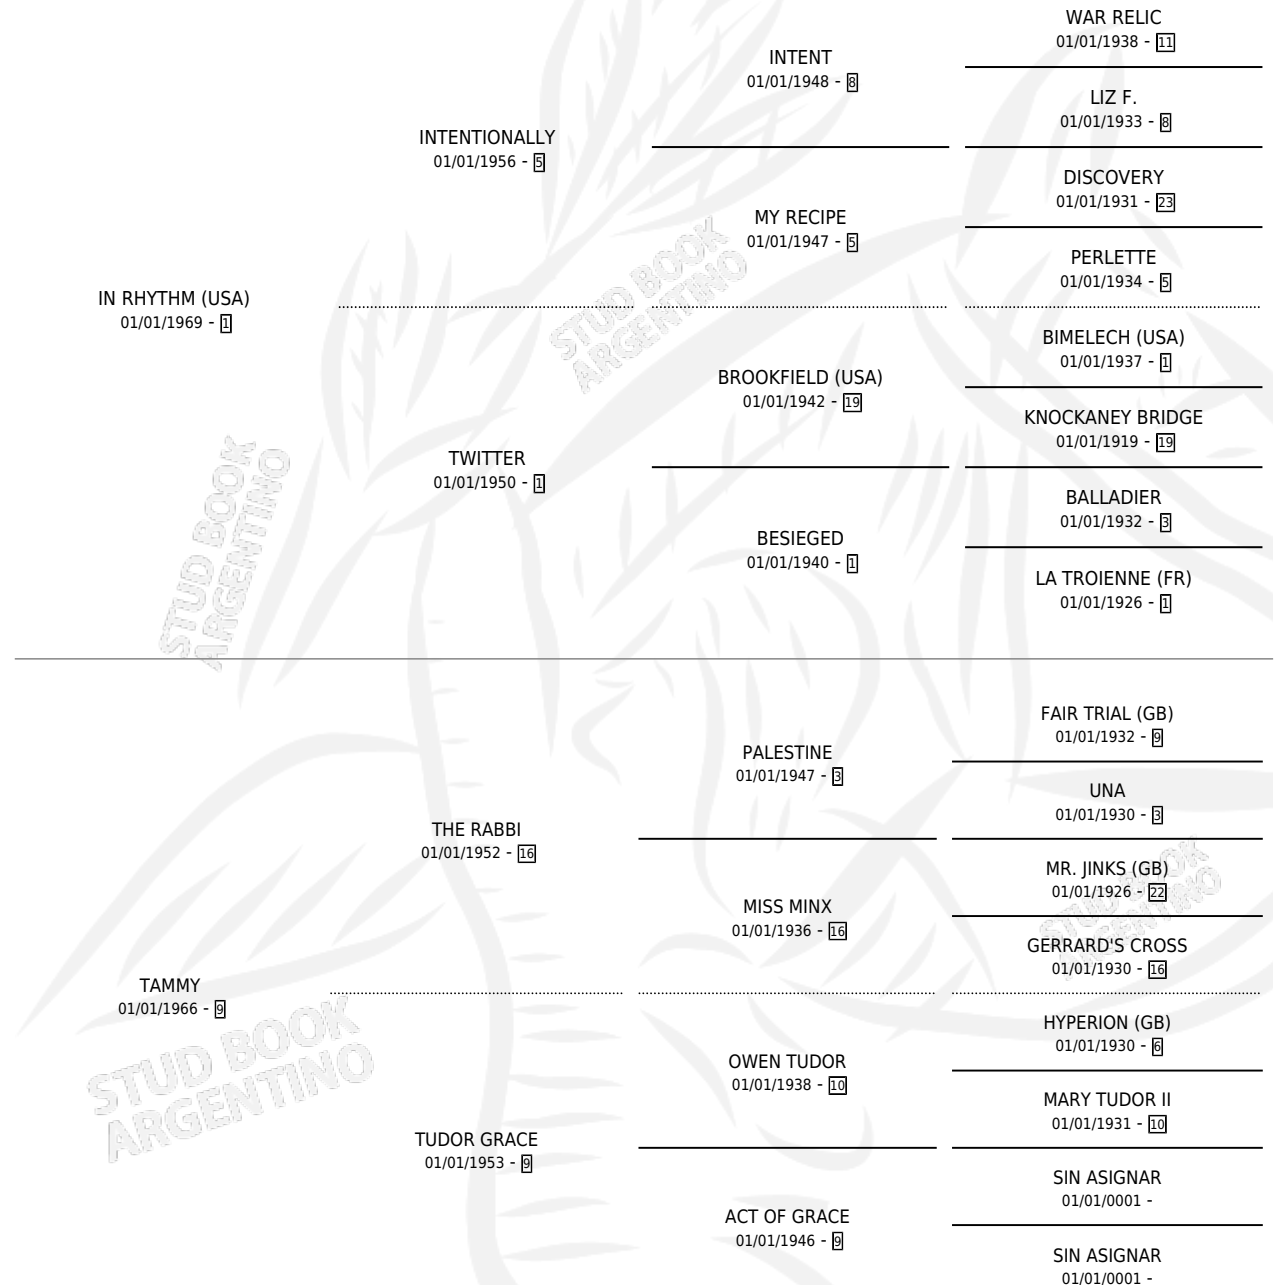 WAR RELIC
01/01/1938 - 11
INTENT
01/01/1948 - 8
LIZ F.
01/01/1933 - 8
INTENTIONALLY
01/01/1956 - 5
DISCOVERY
01/01/1931 - 23
MY RECIPE
01/01/1947 - 5
PERLETTE
01/01/1934 - 5
IN RHYTHM (USA)
01/01/1969 - 1
BIMELECH (USA)
01/01/1937 - 1
BROOKFIELD (USA)
01/01/1942 - 19
KNOCKANEY BRIDGE
01/01/1919 - 19
TWITTER
01/01/1950 - 1
BALLADIER
01/01/1932 - 3
BESIEGED
01/01/1940 - 1
LA TROIENNE (FR)
01/01/1926 - 1
FAIR TRIAL (GB)
01/01/1932 - 9
PALESTINE
01/01/1947 - 3
UNA
01/01/1930 - 3
THE RABBI
01/01/1952 - 16
MR. JINKS (GB)
01/01/1926 - 22
MISS MINX
01/01/1936 - 16
GERRARD'S CROSS
01/01/1930 - 16
TAMMY
01/01/1966 - 9
HYPERION (GB)
01/01/1930 - 6
OWEN TUDOR
01/01/1938 - 10
MARY TUDOR II
01/01/1931 - 10
TUDOR GRACE
01/01/1953 - 9
SIN ASIGNAR
01/01/0001 -
ACT OF GRACE
01/01/1946 - 9
SIN ASIGNAR
01/01/0001 -
STUD BOOK
ARGENTINO
STUD BOOK
ARGENTINO
STUD BOOK
ARGENTINO
STUD BOOK
ARGENTINO